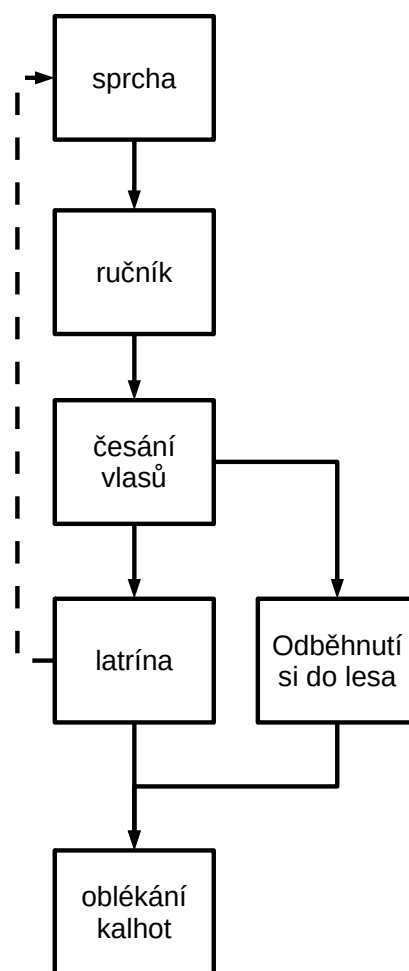 sprcha
ručník
česání
vlasů
latrína
Odběhnutí
si do lesa
oblékání
kalhot